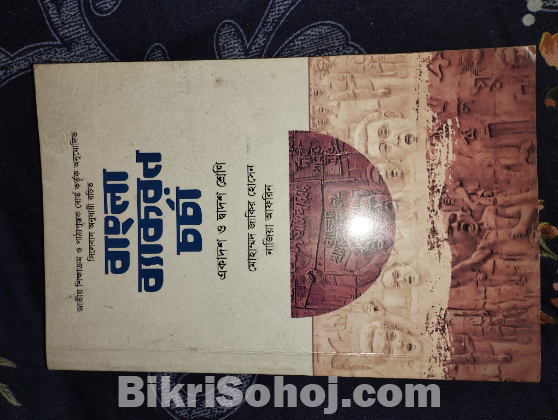 জাতীয় শিক্ষাক্রম ও পাঠ্যপুস্তক বোর্ড কর্তৃক অনুমোদিত
সিলেবাস অনুযায়ী রচিত
বাংলা
ব্যাকরণ
চর্চা
একাদশ ও দ্বাদশ শ্রেণি
মোহাম্মদ জাকির হোসেন
নাজিয়া আফরিন
BikriSohoj.com